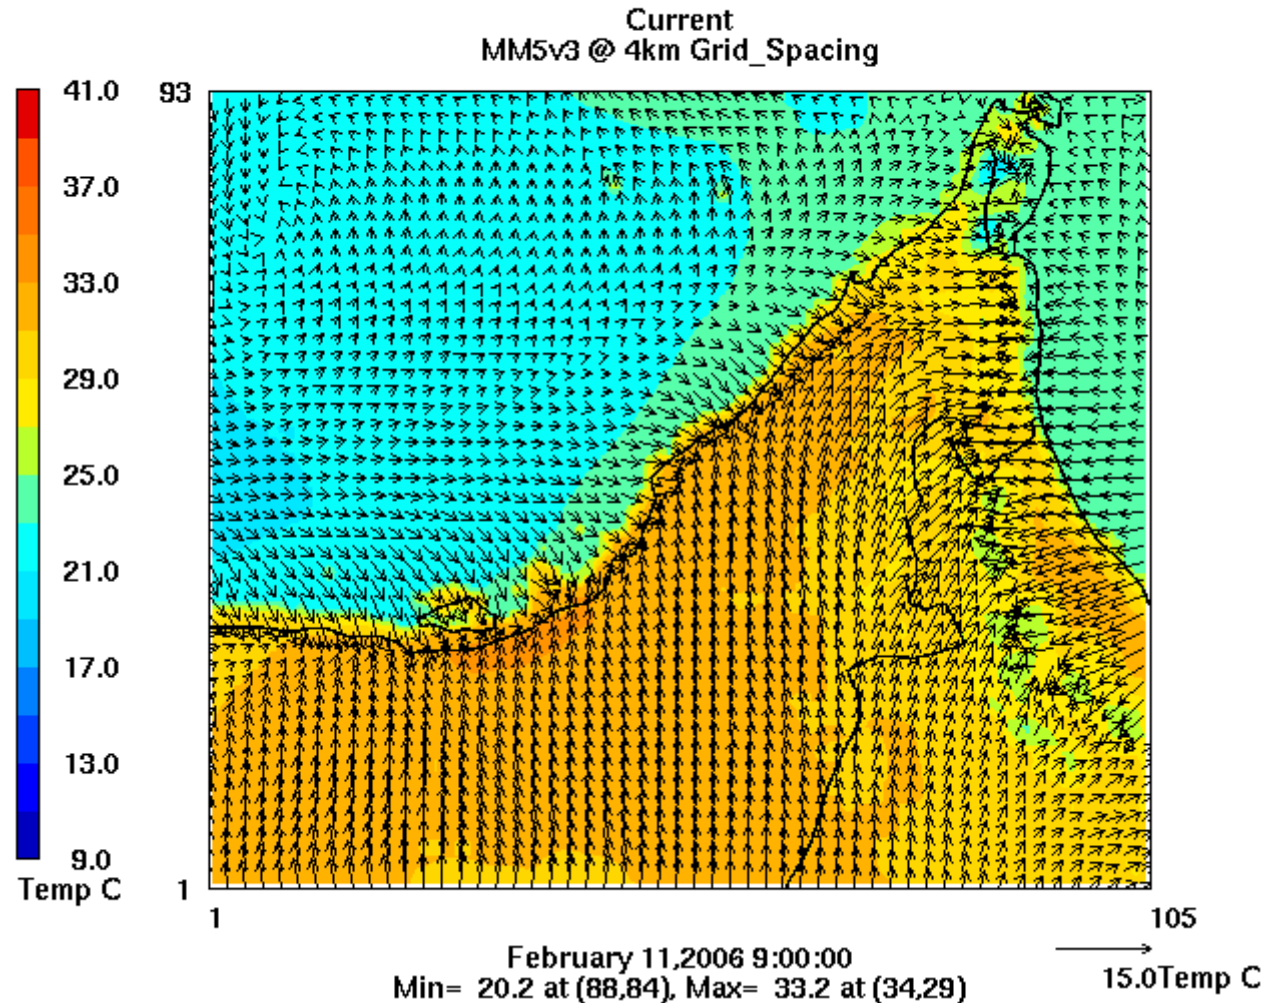 Current
MM5v3 @ 4km Grid_Spacing
41.0
37.0
33.0
29.0
25.0
21.0
17.0
13.0
9.0
Temp C
93
1
1
105
February 11,2006 9:00:00
Min= 20.2 at (88,84), Max= 33.2 at (34,29)
15.0Temp C